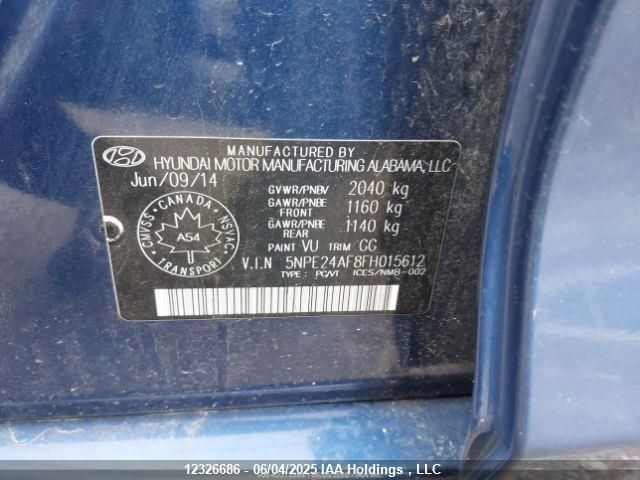 MANUFACTURED BY
HYUNDAI MOTOR MANUFACTURING ALABAMA, LLC
Jun/09/14
GVWR/PNBV 2040 kg
GAWR/PNBE FRONT 1160 kg
GAWR/PNBE REAR 1140 kg
PAINT VU TRIM CC
V.I.N 5NPE24AF8FH015612
TYPE : PC/VT ICES/NMB-002
CANADA
CMVSS NSVAC
A54
TRANSPORT
12326686 - 06/04/2025 IAA Holdings , LLC